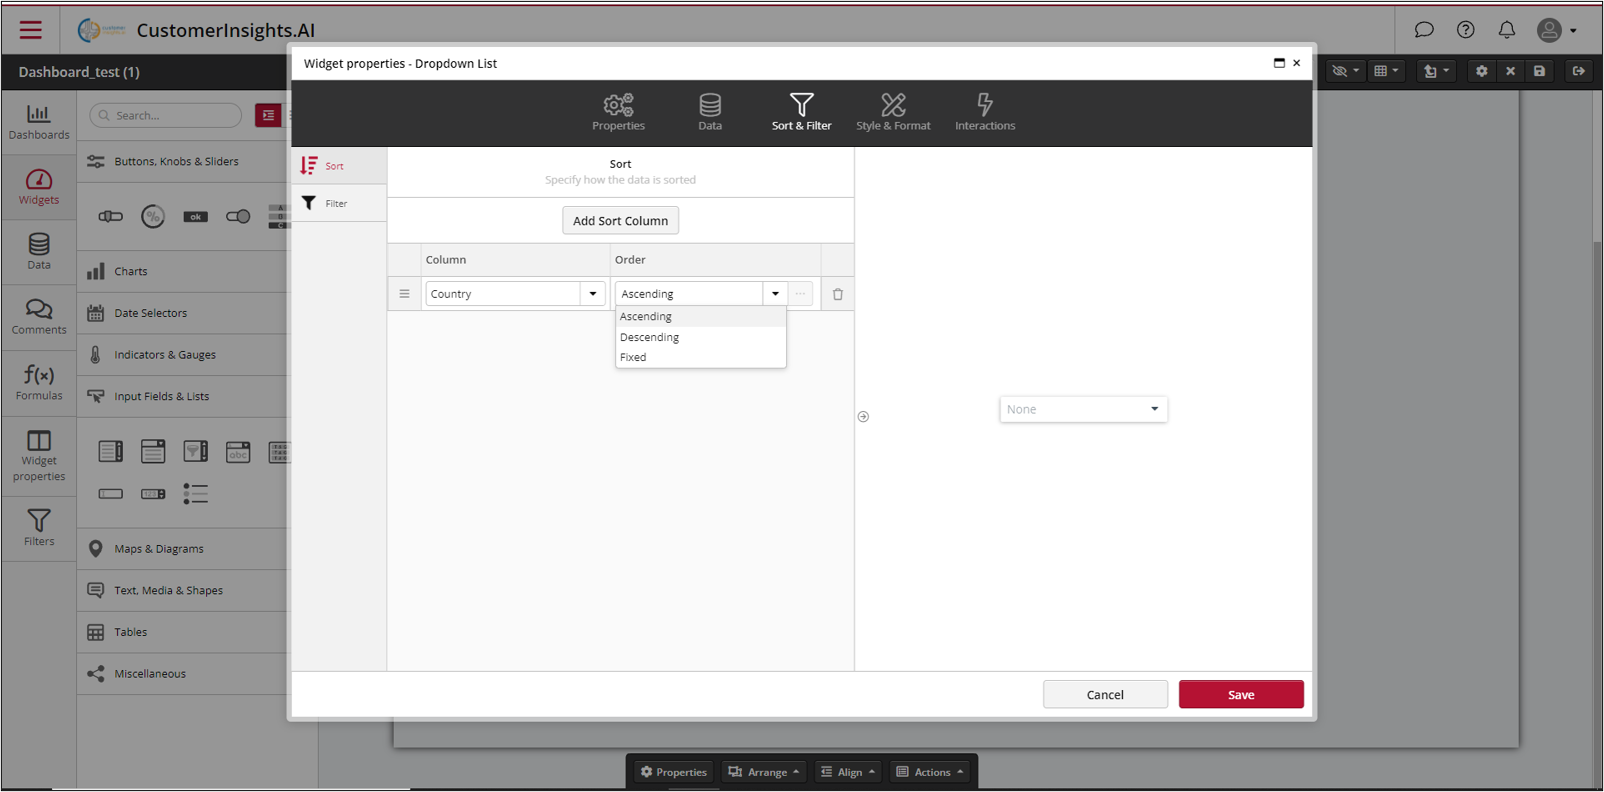 CustomerInsights.AI
Dashboard_test (1)
Widget properties - Dropdown List
Properties
Data
Sort & Filter
Style & Format
Interactions
Dashboards
Widgets
Data
Comments
f(x)
Formulas
Widget
properties
Filters
Search...
Buttons, Knobs & Sliders
%
ok
A
B
C
Charts
Date Selectors
Indicators & Gauges
Input Fields & Lists
abc
Maps & Diagrams
Text, Media & Shapes
Tables
Miscellaneous
Sort
Filter
Sort
Specify how the data is sorted
Add Sort Column
Column Order
Country Ascending ...
Ascending
Descending
Fixed
None
Cancel Save
Properties Arrange Align Actions